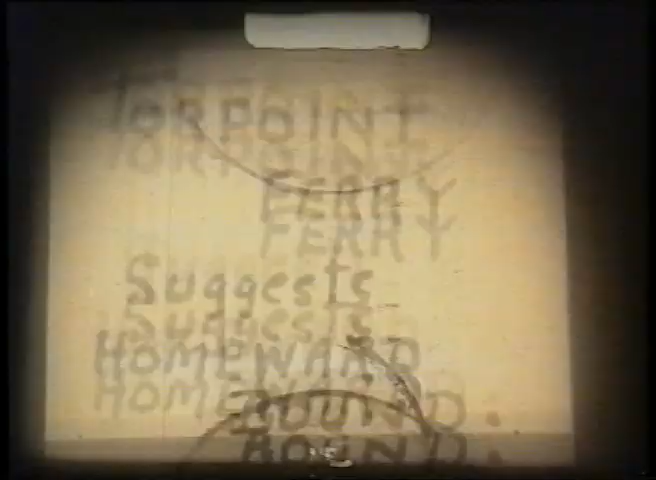 TORPOINT
FERRY
Suggests
HOMEWARD
BOUND.